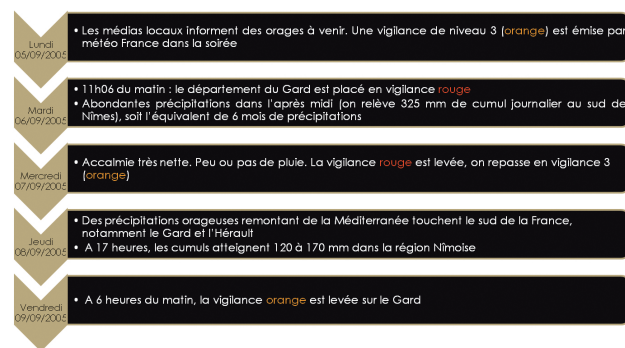 Lundi
05/09/2005
• Les médias locaux informent des orages à venir. Une vigilance de niveau 3 (orange) est émise par
météo France dans la soirée
Mardi
06/09/2005
• 11h06 du matin : le département du Gard est placé en vigilance rouge
• Abondantes précipitations dans l'après midi (on relève 325 mm de cumul journalier au sud de
Nîmes), soit l'équivalent de 6 mois de précipitations
Mercredi
07/09/2005
• Accalmie très nette. Peu ou pas de pluie. La vigilance rouge est levée, on repasse en vigilance 3
(orange)
Jeudi
08/09/2005
• Des précipitations orageuses remontant de la Méditerranée touchent le sud de la France,
notamment le Gard et l'Hérault
• A 17 heures, les cumuls atteignent 120 à 170 mm dans la région Nîmoise
Vendredi
09/09/2005
• A 6 heures du matin, la vigilance orange est levée sur le Gard